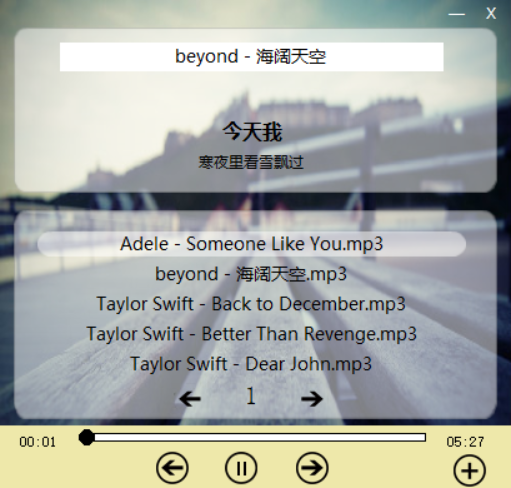 — X
beyond - 海阔天空
今天我
寒夜里看雪飘过
Adele - Someone Like You.mp3
beyond - 海阔天空.mp3
Taylor Swift - Back to December.mp3
Taylor Swift - Better Than Revenge.mp3
Taylor Swift - Dear John.mp3
1
00:01
05:27